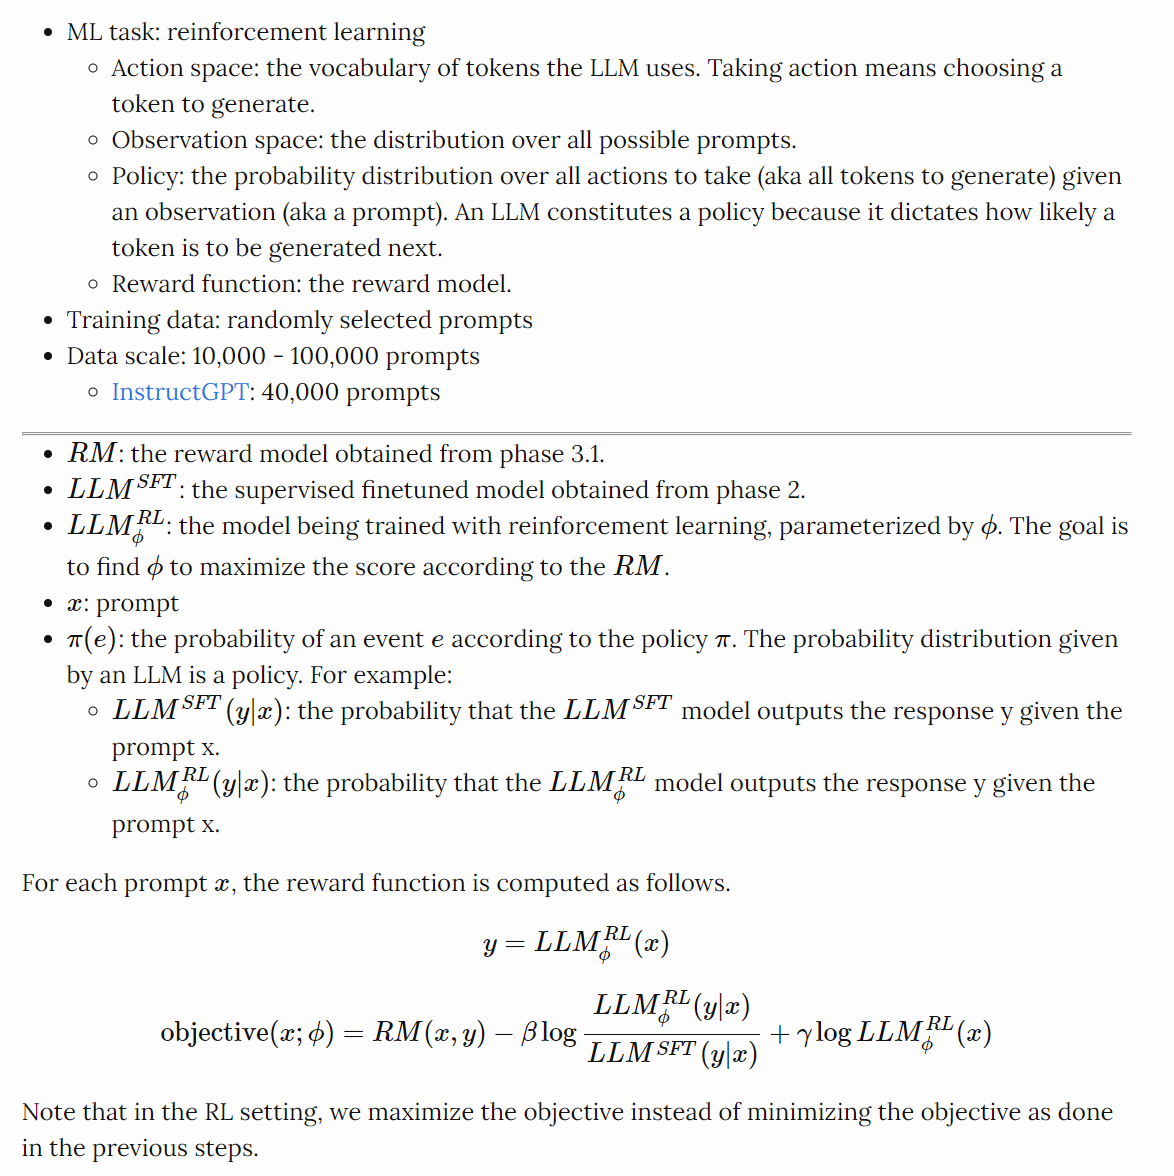 • ML task: reinforcement learning
◦ Action space: the vocabulary of tokens the LLM uses. Taking action means choosing a
token to generate.
◦ Observation space: the distribution over all possible prompts.
◦ Policy: the probability distribution over all actions to take (aka all tokens to generate) given
an observation (aka a prompt). An LLM constitutes a policy because it dictates how likely a
token is to be generated next.
◦ Reward function: the reward model.
• Training data: randomly selected prompts
• Data scale: 10,000 - 100,000 prompts
◦ InstructGPT: 40,000 prompts
• $RM$: the reward model obtained from phase 3.1.
• $LLM^{SFT}$: the supervised finetuned model obtained from phase 2.
• $LLM^{RL}_\phi$: the model being trained with reinforcement learning, parameterized by $\phi$. The goal is
to find $\phi$ to maximize the score according to the $RM$.
• $x$: prompt
• $\pi(e)$: the probability of an event $e$ according to the policy $\pi$. The probability distribution given
by an LLM is a policy. For example:
◦ $LLM^{SFT}(y|x)$: the probability that the $LLM^{SFT}$ model outputs the response y given the
prompt x.
◦ $LLM^{RL}_\phi(y|x)$: the probability that the $LLM^{RL}_\phi$ model outputs the response y given the
prompt x.
For each prompt $x$, the reward function is computed as follows.
$y = LLM^{RL}_\phi(x)$
$\text{objective}(x; \phi) = RM(x, y) - \beta \log \frac{LLM^{RL}_\phi(y|x)}{LLM^{SFT}(y|x)} + \gamma \log LLM^{RL}_\phi(x)$
Note that in the RL setting, we maximize the objective instead of minimizing the objective as done
in the previous steps.